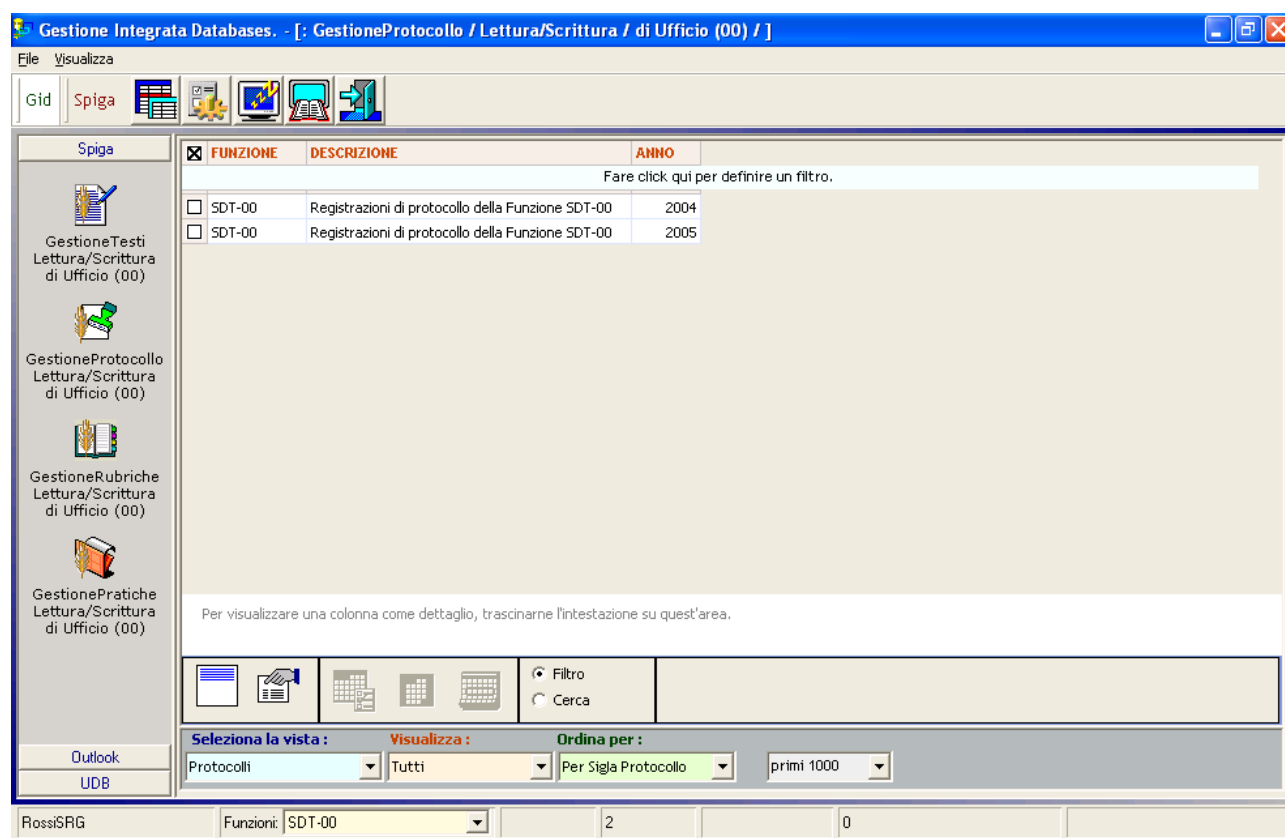 Gestione Integrata Databases. - [: GestioneProtocollo / Lettura/Scrittura / di Ufficio (00) / ]
File Visualizza
Gid Spiga
Spiga
GestioneTesti
Lettura/Scrittura
di Ufficio (00)
GestioneProtocollo
Lettura/Scrittura
di Ufficio (00)
GestioneRubriche
Lettura/Scrittura
di Ufficio (00)
GestionePratiche
Lettura/Scrittura
di Ufficio (00)
Outlook
UDB
FUNZIONE DESCRIZIONE ANNO
Fare click qui per definire un filtro.
SDT-00 Registrazioni di protocollo della Funzione SDT-00 2004
SDT-00 Registrazioni di protocollo della Funzione SDT-00 2005
Per visualizzare una colonna come dettaglio, trascinarne l'intestazione su quest'area.
Filtro
Cerca
Seleziona la vista : Visualizza : Ordina per :
Protocolli Tutti Per Sigla Protocollo primi 1000
RossiSRG Funzioni: SDT-00 2 0